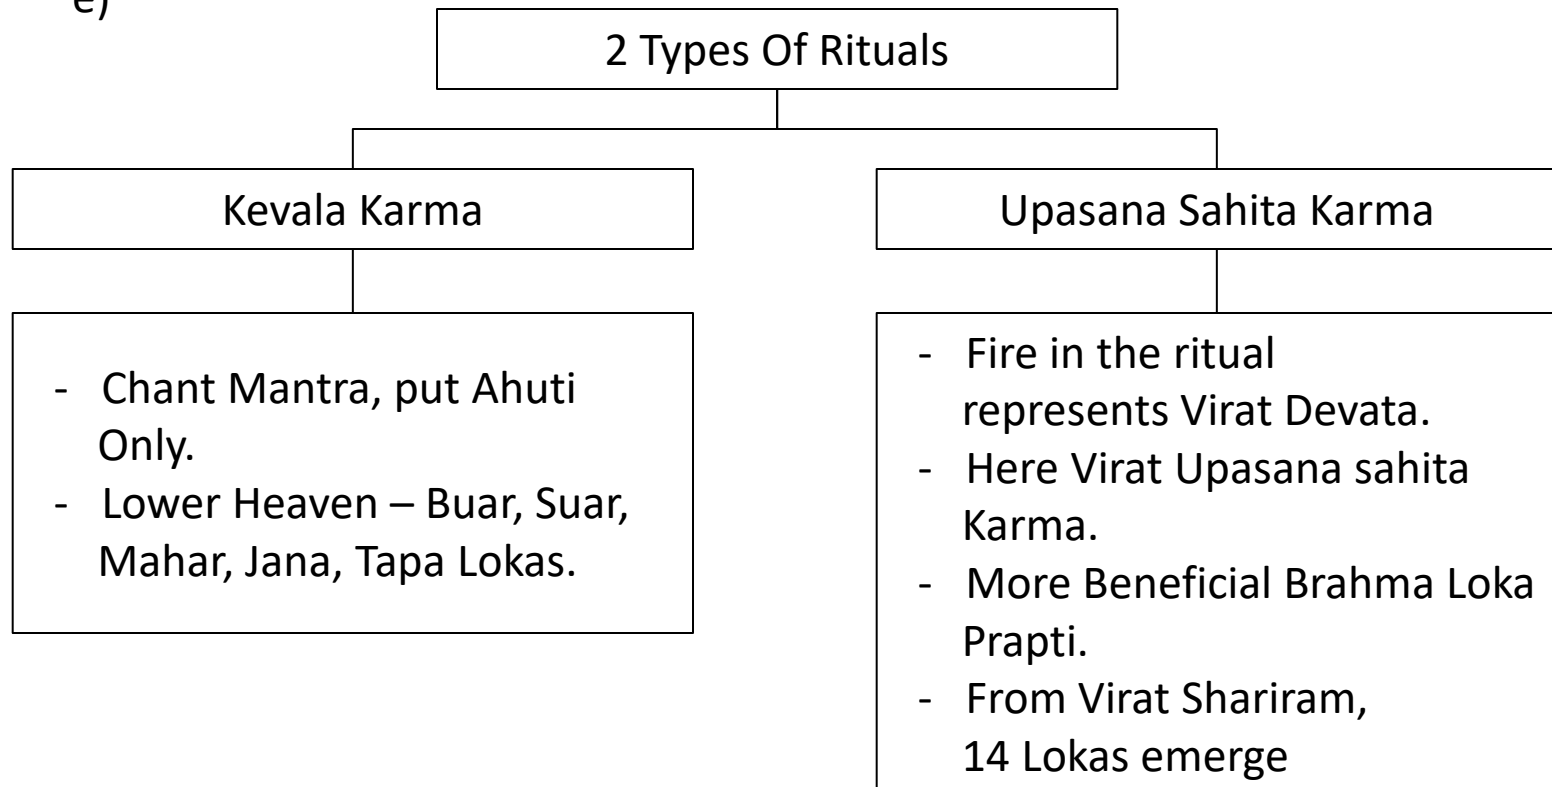 e)
2 Types Of Rituals
Kevala Karma
Upasana Sahita Karma
- Chant Mantra, put Ahuti
Only.
- Lower Heaven – Buar, Suar,
Mahar, Jana, Tapa Lokas.
- Fire in the ritual
represents Virat Devata.
- Here Virat Upasana sahita
Karma.
- More Beneficial Brahma Loka
Prapti.
- From Virat Shariram,
14 Lokas emerge